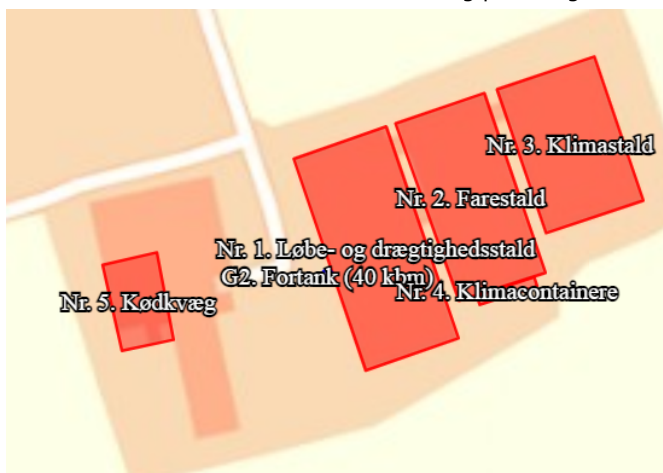 Nr. 3. Klimastald
Nr. 2. Farestald
Nr. 1. Løbe- og drægtighedsstald
G2. Fortank (40 kbm)
Nr. 4. Klimacontainere
Nr. 5. Kødkvæg